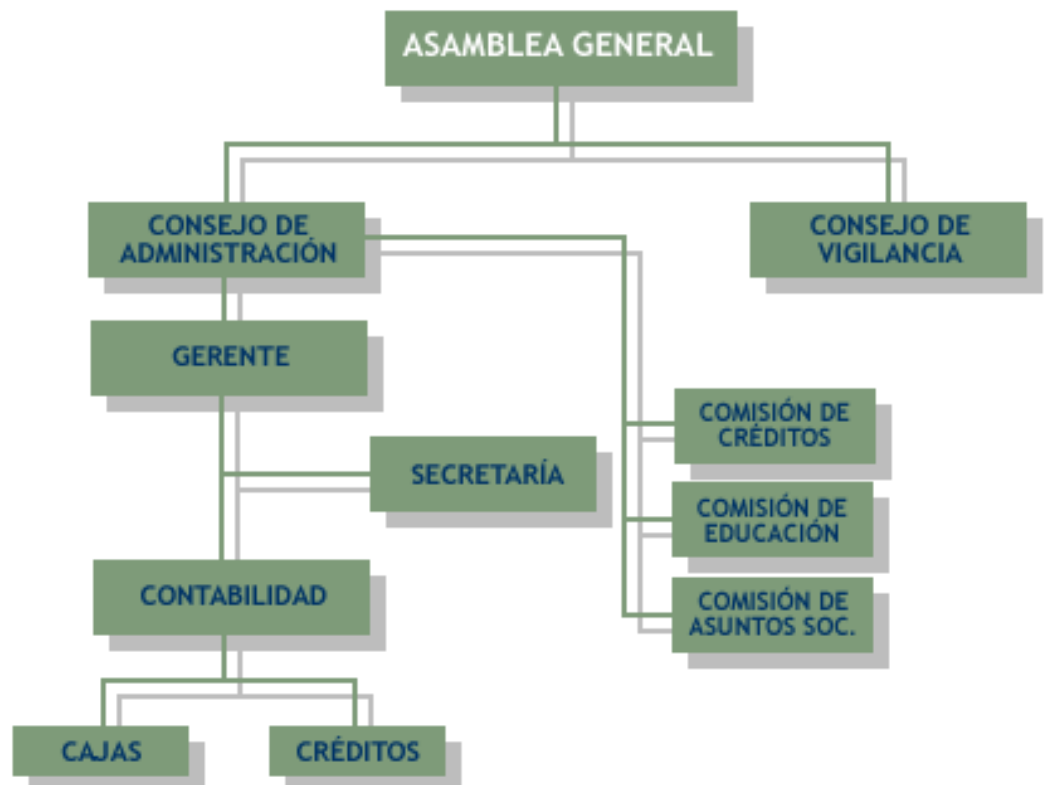 ASAMBLEA GENERAL
CONSEJO DE
ADMINISTRACIÓN
CONSEJO DE
VIGILANCIA
GERENTE
COMISIÓN DE
CRÉDITOS
SECRETARÍA
COMISIÓN DE
EDUCACIÓN
CONTABILIDAD
COMISIÓN DE
ASUNTOS SOC.
CAJAS
CRÉDITOS